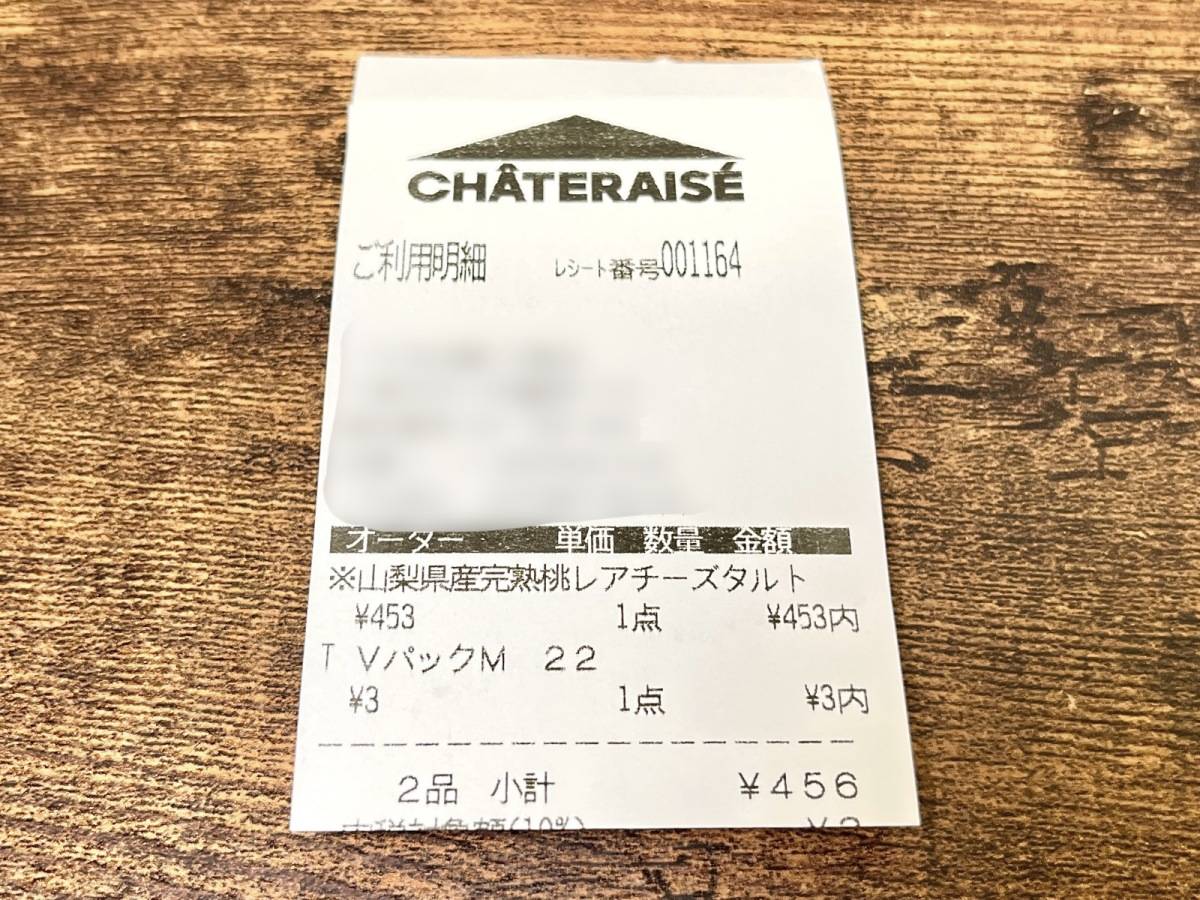 CHÂTERAISÉ
ご利用明細 レシート番号001164
オーダー 単価 数量 金額
※山梨県産完熟桃レアチーズタルト
¥453 1点 ¥453内
TVパックM 22
¥3 1点 ¥3内
2品 小計 ¥456